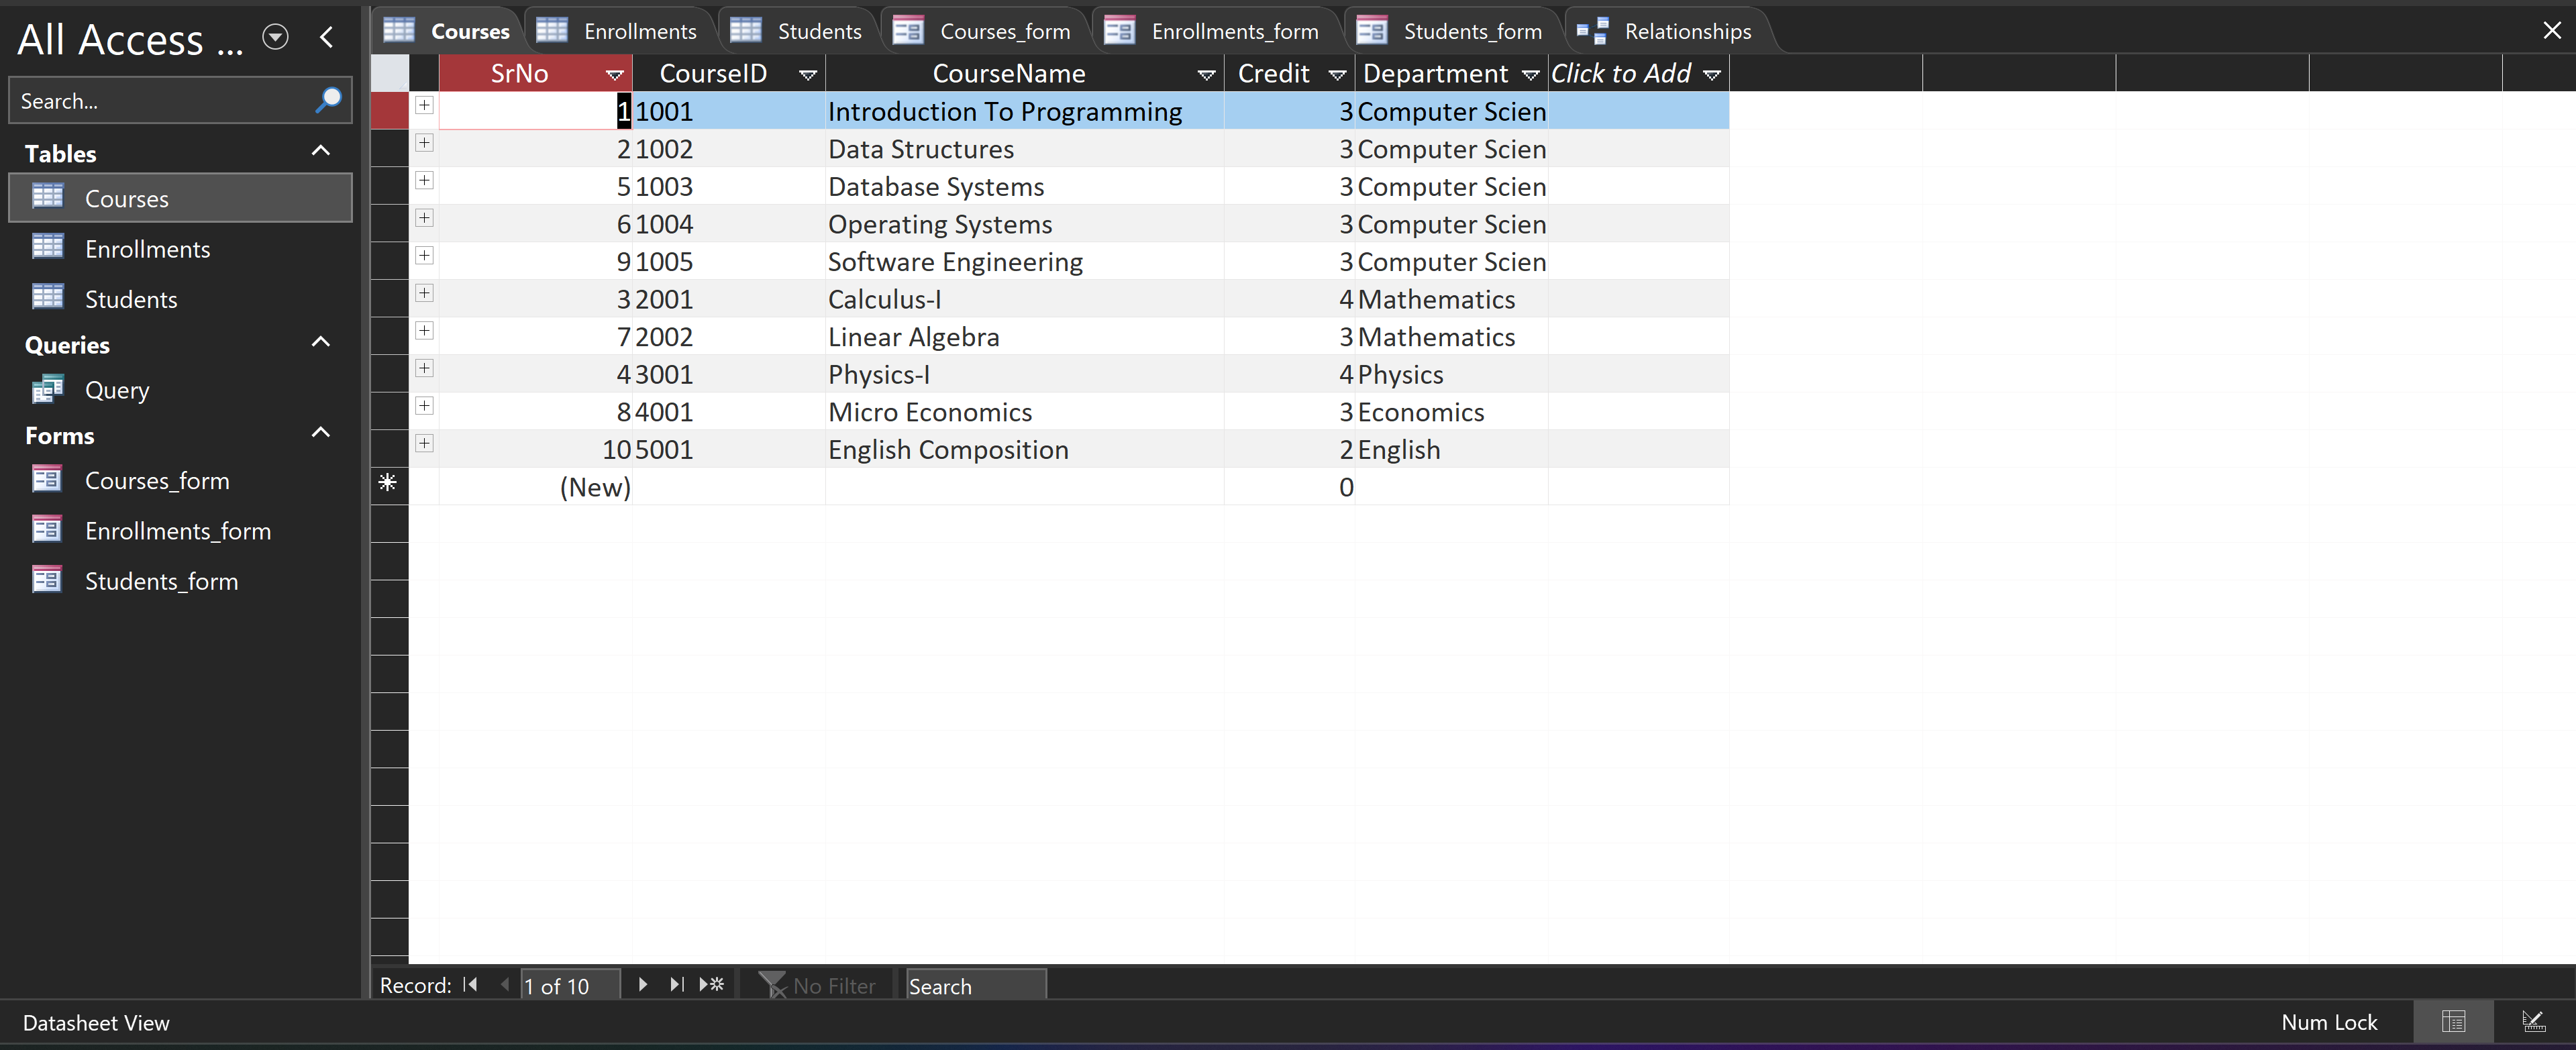 All Access ...
Search...
Tables
Courses
Enrollments
Students
Queries
Query
Forms
Courses_form
Enrollments_form
Students_form
Courses Enrollments Students Courses_form Enrollments_form Students_form Relationships
SrNo CourseID CourseName Credit Department Click to Add
1 1001 Introduction To Programming 3 Computer Scien
2 1002 Data Structures 3 Computer Scien
5 1003 Database Systems 3 Computer Scien
6 1004 Operating Systems 3 Computer Scien
9 1005 Software Engineering 3 Computer Scien
3 2001 Calculus-I 4 Mathematics
7 2002 Linear Algebra 3 Mathematics
4 3001 Physics-I 4 Physics
8 4001 Micro Economics 3 Economics
10 5001 English Composition 2 English
(New) 0
Record: 1 of 10 No Filter Search
Datasheet View Num Lock